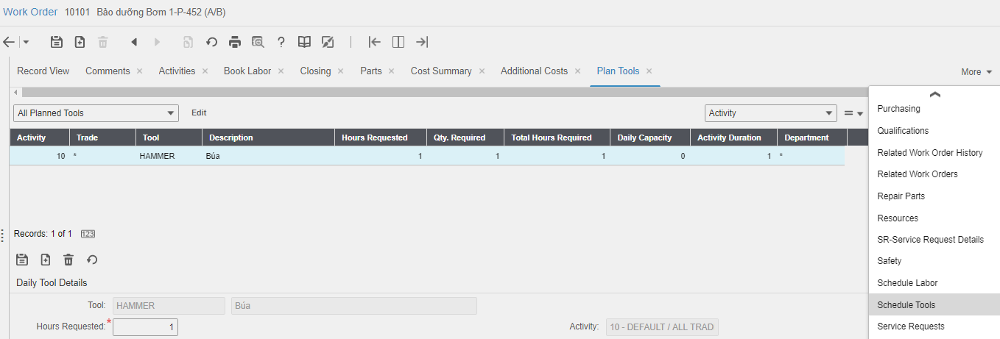 Work Order 10101 Bảo dưỡng Bơm 1-P-452 (A/B)
Record View Comments Activities Book Labor Closing Parts Cost Summary Additional Costs Plan Tools More
All Planned Tools Edit Activity
Activity Trade Tool Description Hours Requested Qty. Required Total Hours Required Daily Capacity Activity Duration Department
10 * HAMMER Búa 1 1 1 0 1 *
Records: 1 of 1 123
Daily Tool Details
Tool: HAMMER Búa
Hours Requested:* 1 Activity: 10 - DEFAULT / ALL TRAD
Purchasing
Qualifications
Related Work Order History
Related Work Orders
Repair Parts
Resources
SR-Service Request Details
Safety
Schedule Labor
Schedule Tools
Service Requests